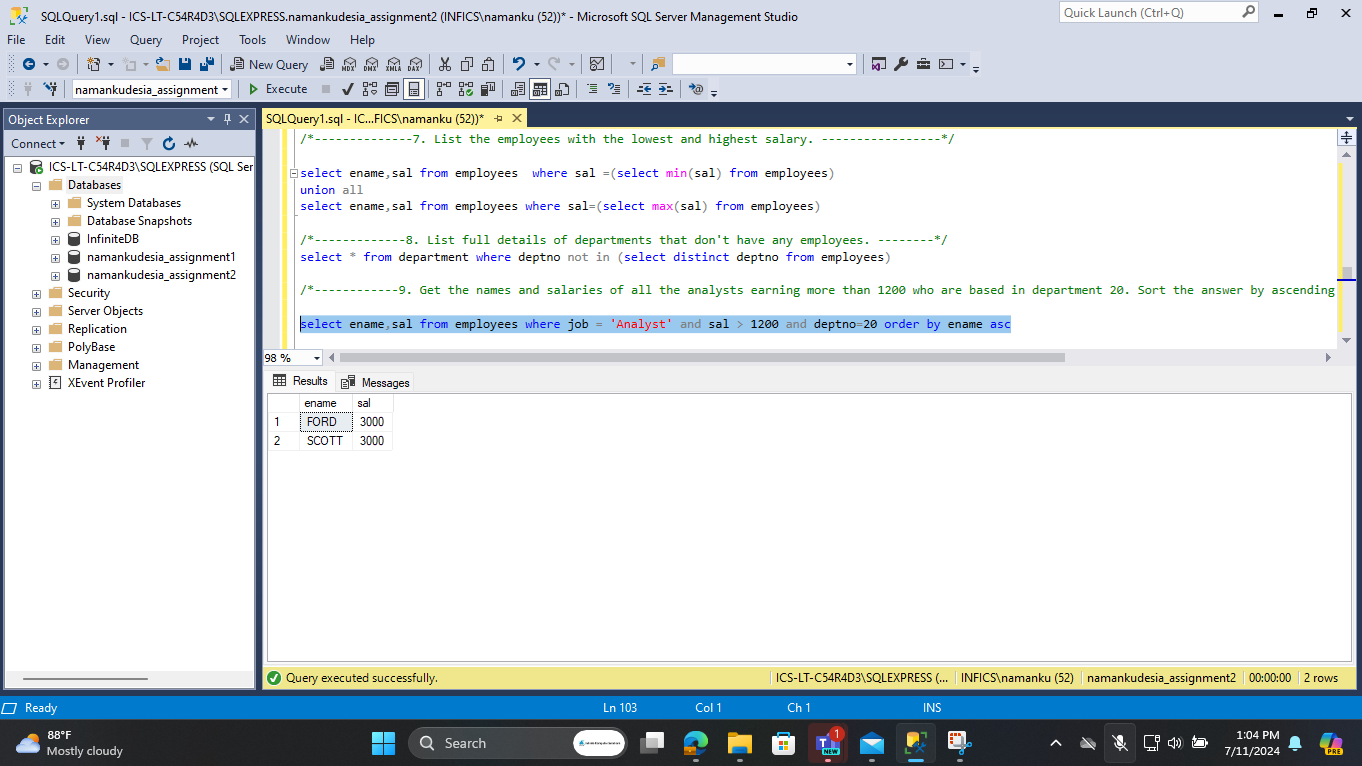 SQLQuery1.sql - ICS-LT-C54R4D3\SQLEXPRESS.namankudesia_assignment2 (INFICS\namanku (52))* - Microsoft SQL Server Management Studio
Quick Launch (Ctrl+Q)
File Edit View Query Project Tools Window Help
New Query MDX DMX XMLA DAX
namankudesia_assignment Execute
Object Explorer
Connect
ICS-LT-C54R4D3\SQLEXPRESS (SQL Ser
Databases
System Databases
Database Snapshots
InfiniteDB
namankudesia_assignment1
namankudesia_assignment2
Security
Server Objects
Replication
PolyBase
Management
XEvent Profiler
SQLQuery1.sql - IC...FICS\namanku (52))*
/*--------------7. List the employees with the lowest and highest salary. -----------------*/
select ename,sal from employees  where sal =(select min(sal) from employees)
union all
select ename,sal from employees where sal=(select max(sal) from employees)
/*-------------8. List full details of departments that don't have any employees. --------*/
select * from department where deptno not in (select distinct deptno from employees)
/*------------9. Get the names and salaries of all the analysts earning more than 1200 who are based in department 20. Sort the answer by ascending
select ename,sal from employees where job = 'Analyst' and sal > 1200 and deptno=20 order by ename asc
98 %
Results Messages
ename sal
1 FORD 3000
2 SCOTT 3000
Query executed successfully.
ICS-LT-C54R4D3\SQLEXPRESS (... INFICS\namanku (52) namankudesia_assignment2 00:00:00 2 rows
Ready Ln 103 Col 1 Ch 1 INS
88°F
Mostly cloudy
Search
1
NEW
1:04 PM
7/11/2024
PRE